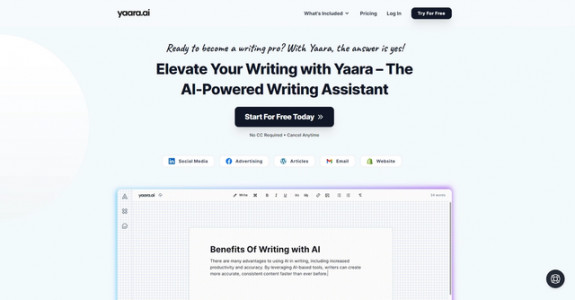 yaara.ai
What's Included
Pricing
Log In
Try For Free
Ready to become a writing pro? With Yaara, the answer is yes!
Elevate Your Writing with Yaara – The
AI-Powered Writing Assistant
Start For Free Today »
No CC Required • Cancel Anytime
Social Media
Advertising
Articles
Email
Website
yaara.ai
B I U
Benefits Of Writing with AI
There are many advantages to using AI in writing, including increased
productivity and accuracy. By leveraging AI-based tools, writers can create
more accurate, consistent content faster than ever before.